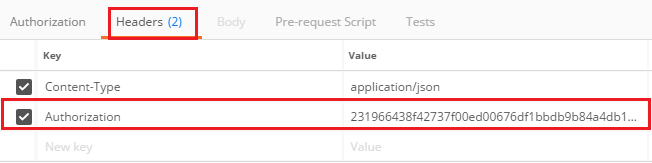 Authorization Headers (2) Body Pre-request Script Tests
Key Value
Content-Type application/json
Authorization 231966438f42737f00ed00676df1bbdb9b84a4db1...
New key Value